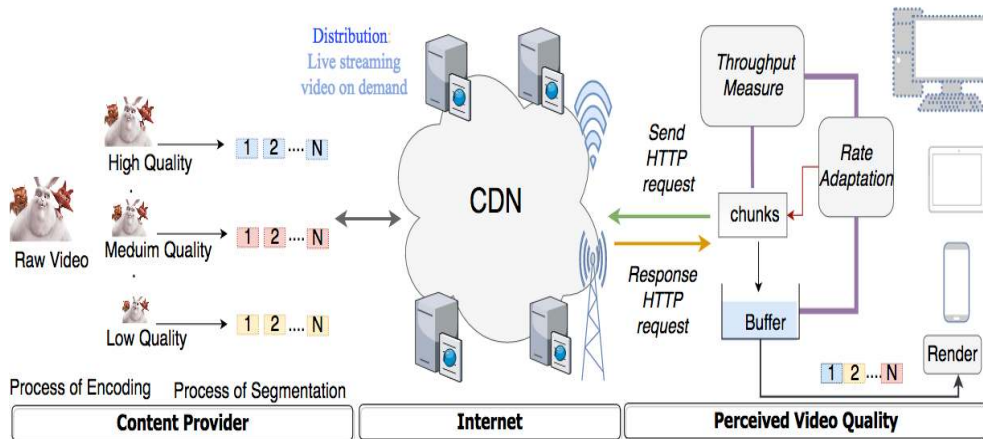 Distribution:
Live streaming
video on demand
High Quality
1 2 .... N
Raw Video
Meduim Quality
1 2 .... N
Low Quality
1 2 .... N
Process of Encoding
Process of Segmentation
Content Provider
CDN
Internet
Send
HTTP
request
Response
HTTP
request
Throughput
Measure
Rate
Adaptation
chunks
Buffer
1 2 .... N
Render
Perceived Video Quality